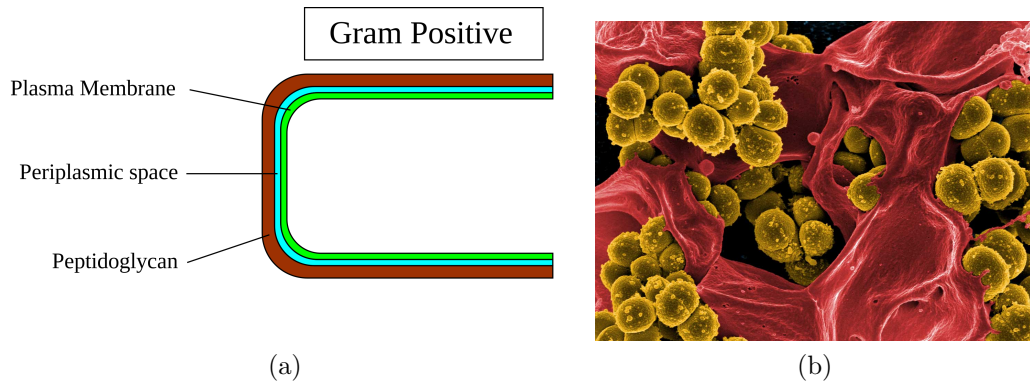 Gram Positive
Plasma Membrane
Periplasmic space
Peptidoglycan
(a)
(b)